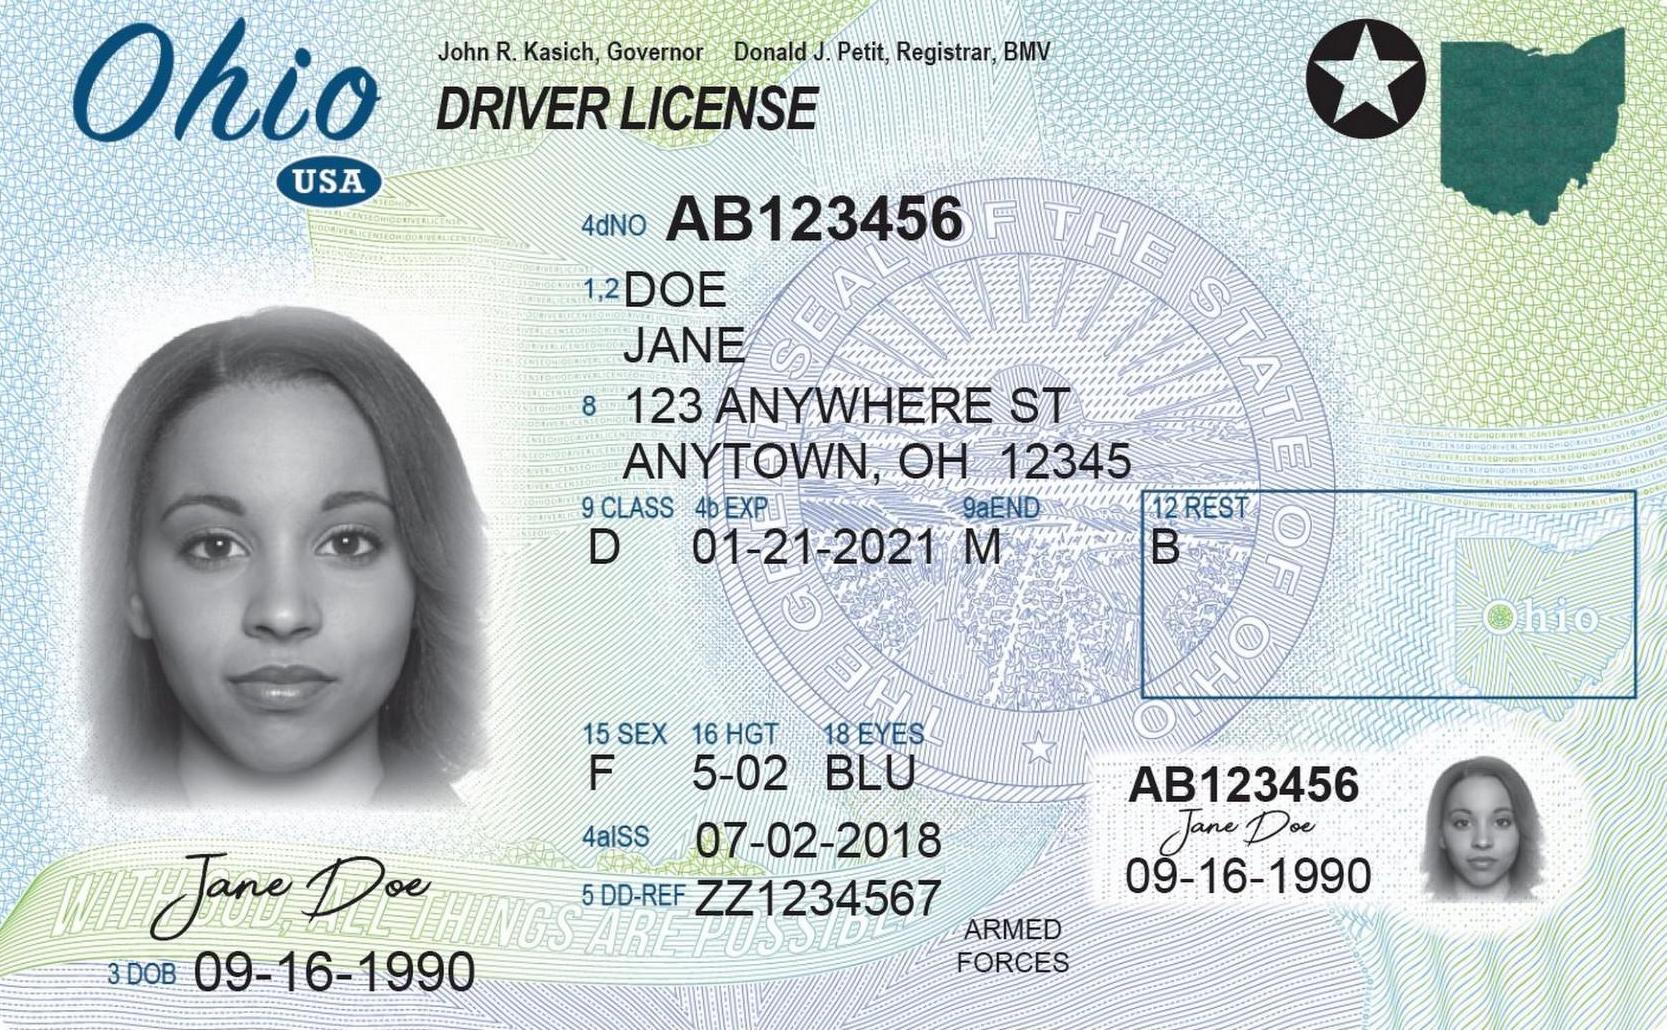 Ohio
USA
John R. Kasich, Governor Donald J. Petit, Registrar, BMV
DRIVER LICENSE
4dNO AB123456
1,2 DOE
JANE
8 123 ANYWHERE ST
ANYTOWN, OH 12345
9 CLASS 4b EXP 9aEND 12 REST
D 01-21-2021 M B
Ohio
15 SEX 16 HGT 18 EYES
F 5-02 BLU
4aISS 07-02-2018
5 DD-REF ZZ1234567
ARMED
FORCES
AB123456
Jane Doe
09-16-1990
Jane Doe
WITH GOD, ALL THINGS ARE POSSIBLE
3 DOB 09-16-1990
THE GREAT SEAL OF THE STATE OF OHIO